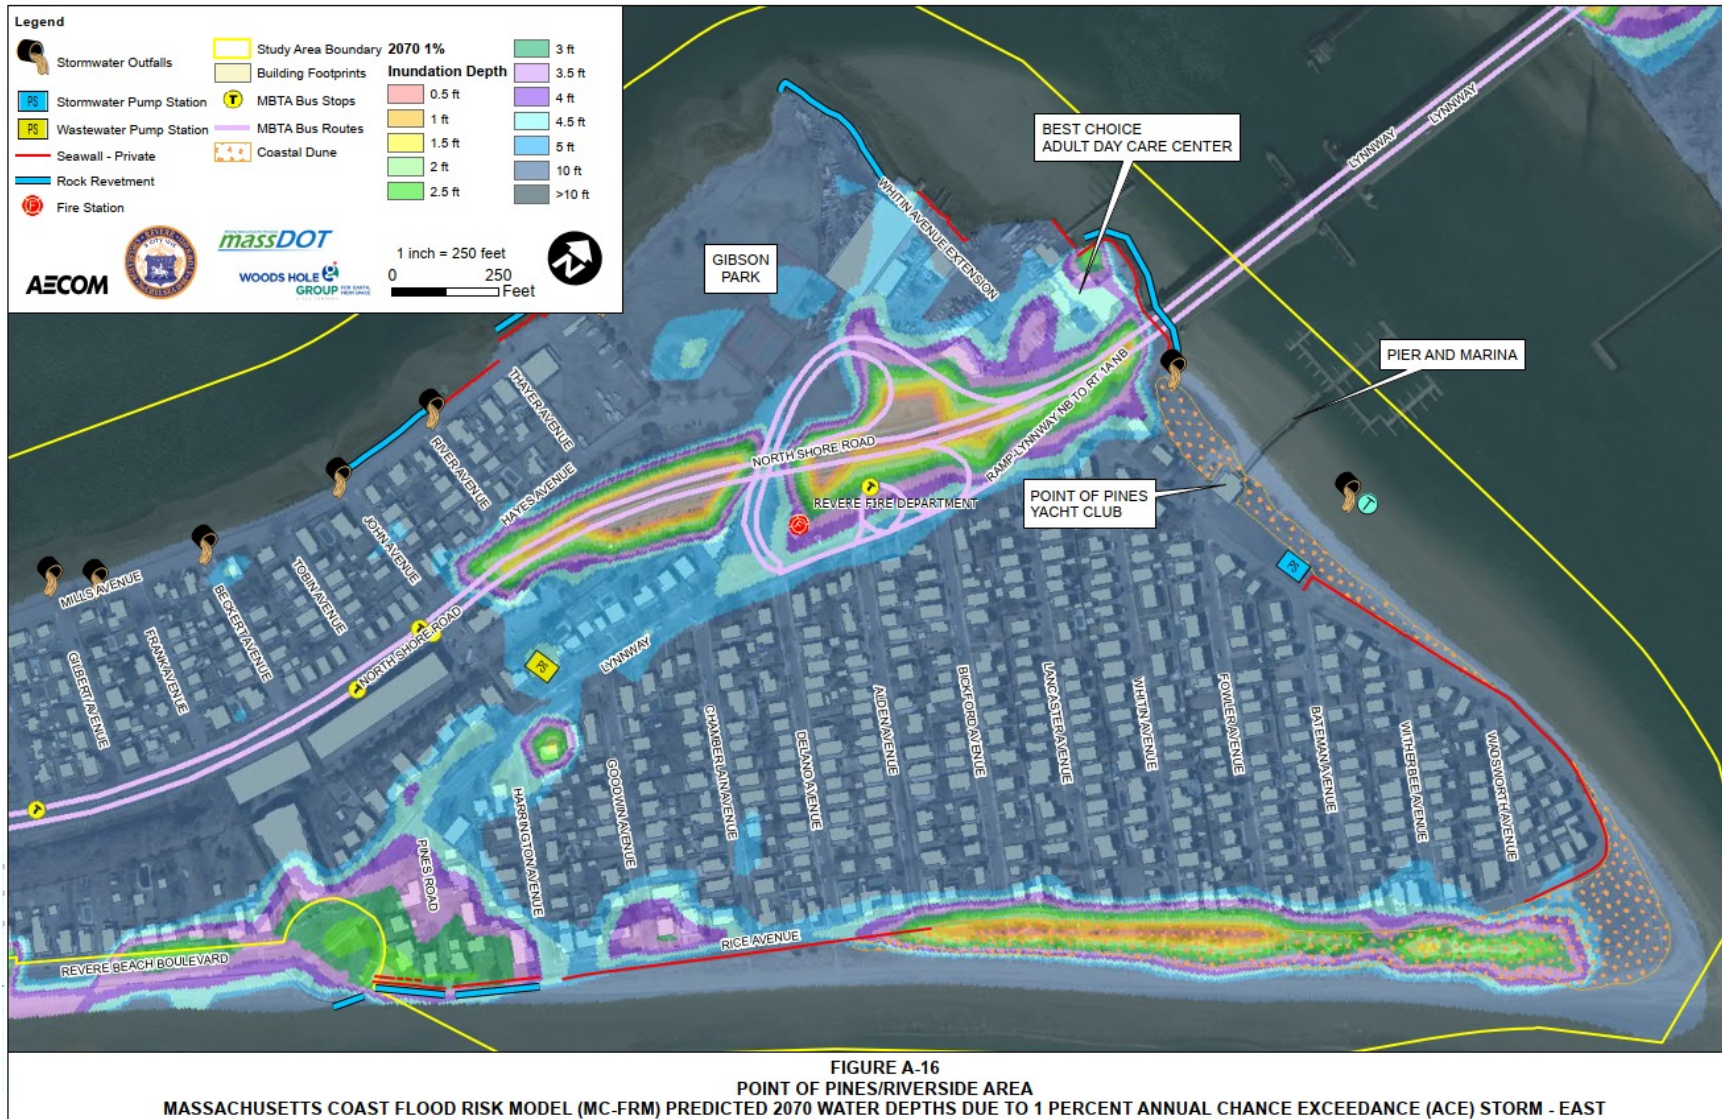 Legend
Stormwater Outfalls
PS Stormwater Pump Station
PS Wastewater Pump Station
Seawall - Private
Rock Revetment
F Fire Station
Study Area Boundary
Building Footprints
T MBTA Bus Stops
MBTA Bus Routes
Coastal Dune
2070 1%
Inundation Depth
0.5 ft
1 ft
1.5 ft
2 ft
2.5 ft
3 ft
3.5 ft
4 ft
4.5 ft
5 ft
10 ft
>10 ft
AECOM
massDOT
WOODS HOLE
GROUP
1 inch = 250 feet
0 250
Feet
N
BEST CHOICE
ADULT DAY CARE CENTER
GIBSON
PARK
PIER AND MARINA
POINT OF PINES
YACHT CLUB
LYNNWAY
LYNNWAY
WHITIN AVENUE EXTENSION
RAMP-LYNNWAY NB TO RT 1A NB
NORTH SHORE ROAD
T
REVERE FIRE DEPARTMENT
F
THAYER AVENUE
RIVER AVENUE
HAYES AVENUE
JOHN AVENUE
TOBIN AVENUE
BECKERT AVENUE
FRANK AVENUE
GILBERT AVENUE
MILLS AVENUE
NORTH SHORE ROAD
T
T
T
T
PS
PS
LYNNWAY
HARRINGTON AVENUE
GOODWIN AVENUE
CHAMBERLAIN AVENUE
DELANO AVENUE
ALDEN AVENUE
BICKFORD AVENUE
LANCASTER AVENUE
WHITIN AVENUE
FOWLER AVENUE
BATEMAN AVENUE
WITHERBEE AVENUE
WADSWORTH AVENUE
PINES ROAD
RICE AVENUE
REVERE BEACH BOULEVARD
FIGURE A-16
POINT OF PINES/RIVERSIDE AREA
MASSACHUSETTS COAST FLOOD RISK MODEL (MC-FRM) PREDICTED 2070 WATER DEPTHS DUE TO 1 PERCENT ANNUAL CHANCE EXCEEDANCE (ACE) STORM - EAST